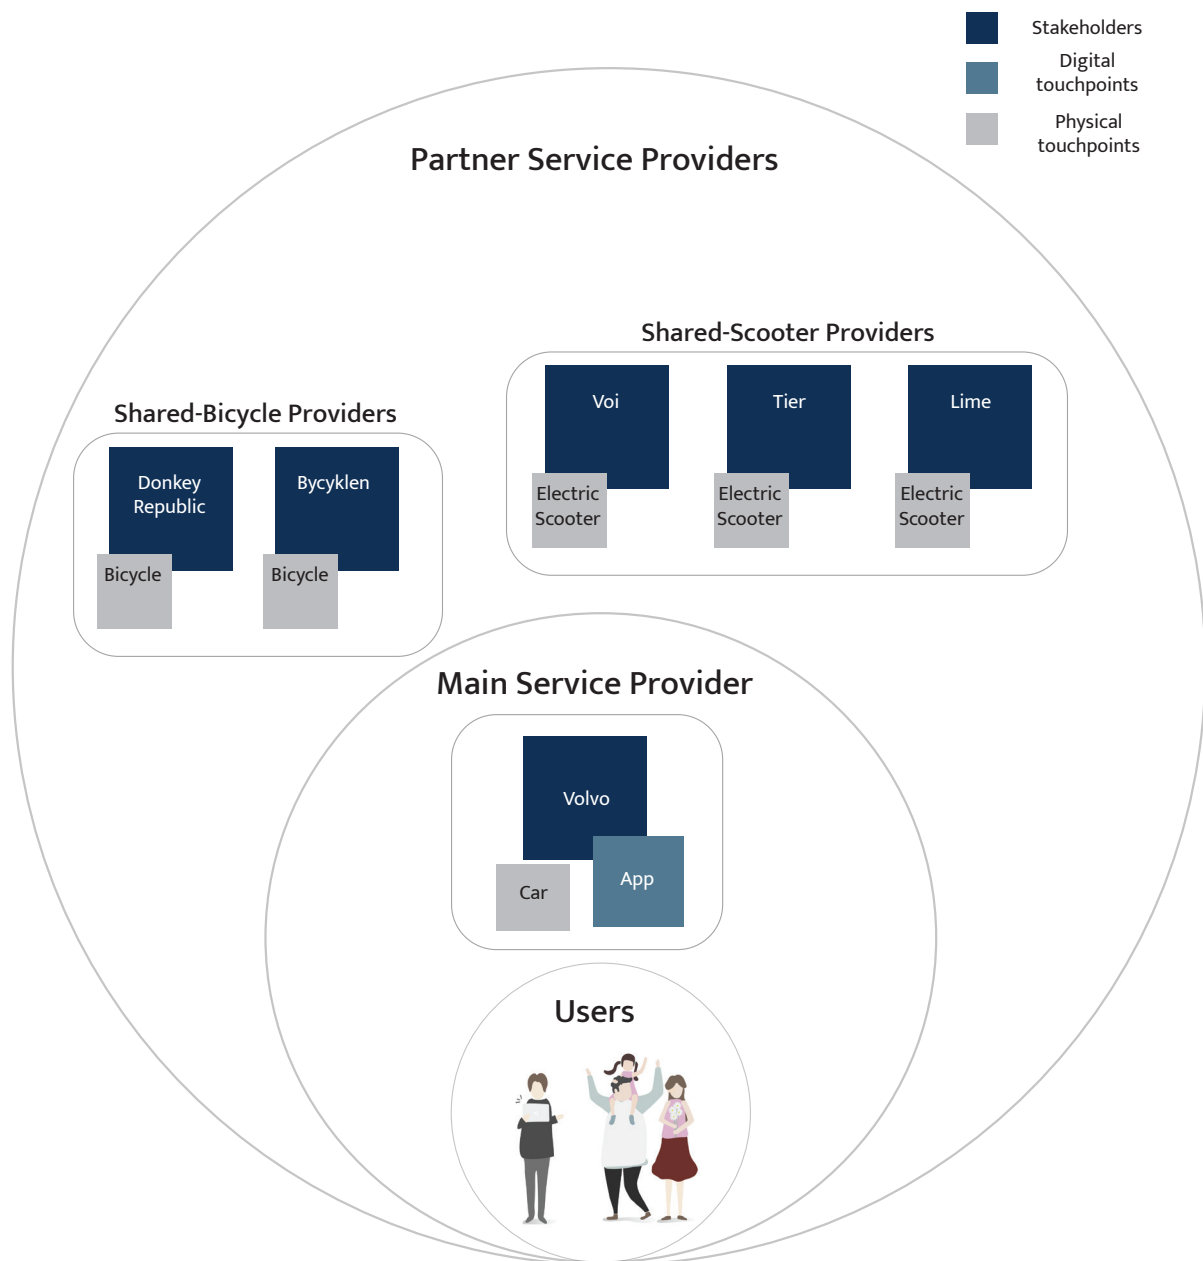 Stakeholders
Digital
touchpoints
Physical
touchpoints
Partner Service Providers
Shared-Scooter Providers
Voi
Tier
Lime
Electric
Scooter
Electric
Scooter
Electric
Scooter
Shared-Bicycle Providers
Donkey
Republic
Bycyklen
Bicycle
Bicycle
Main Service Provider
Volvo
Car
App
Users